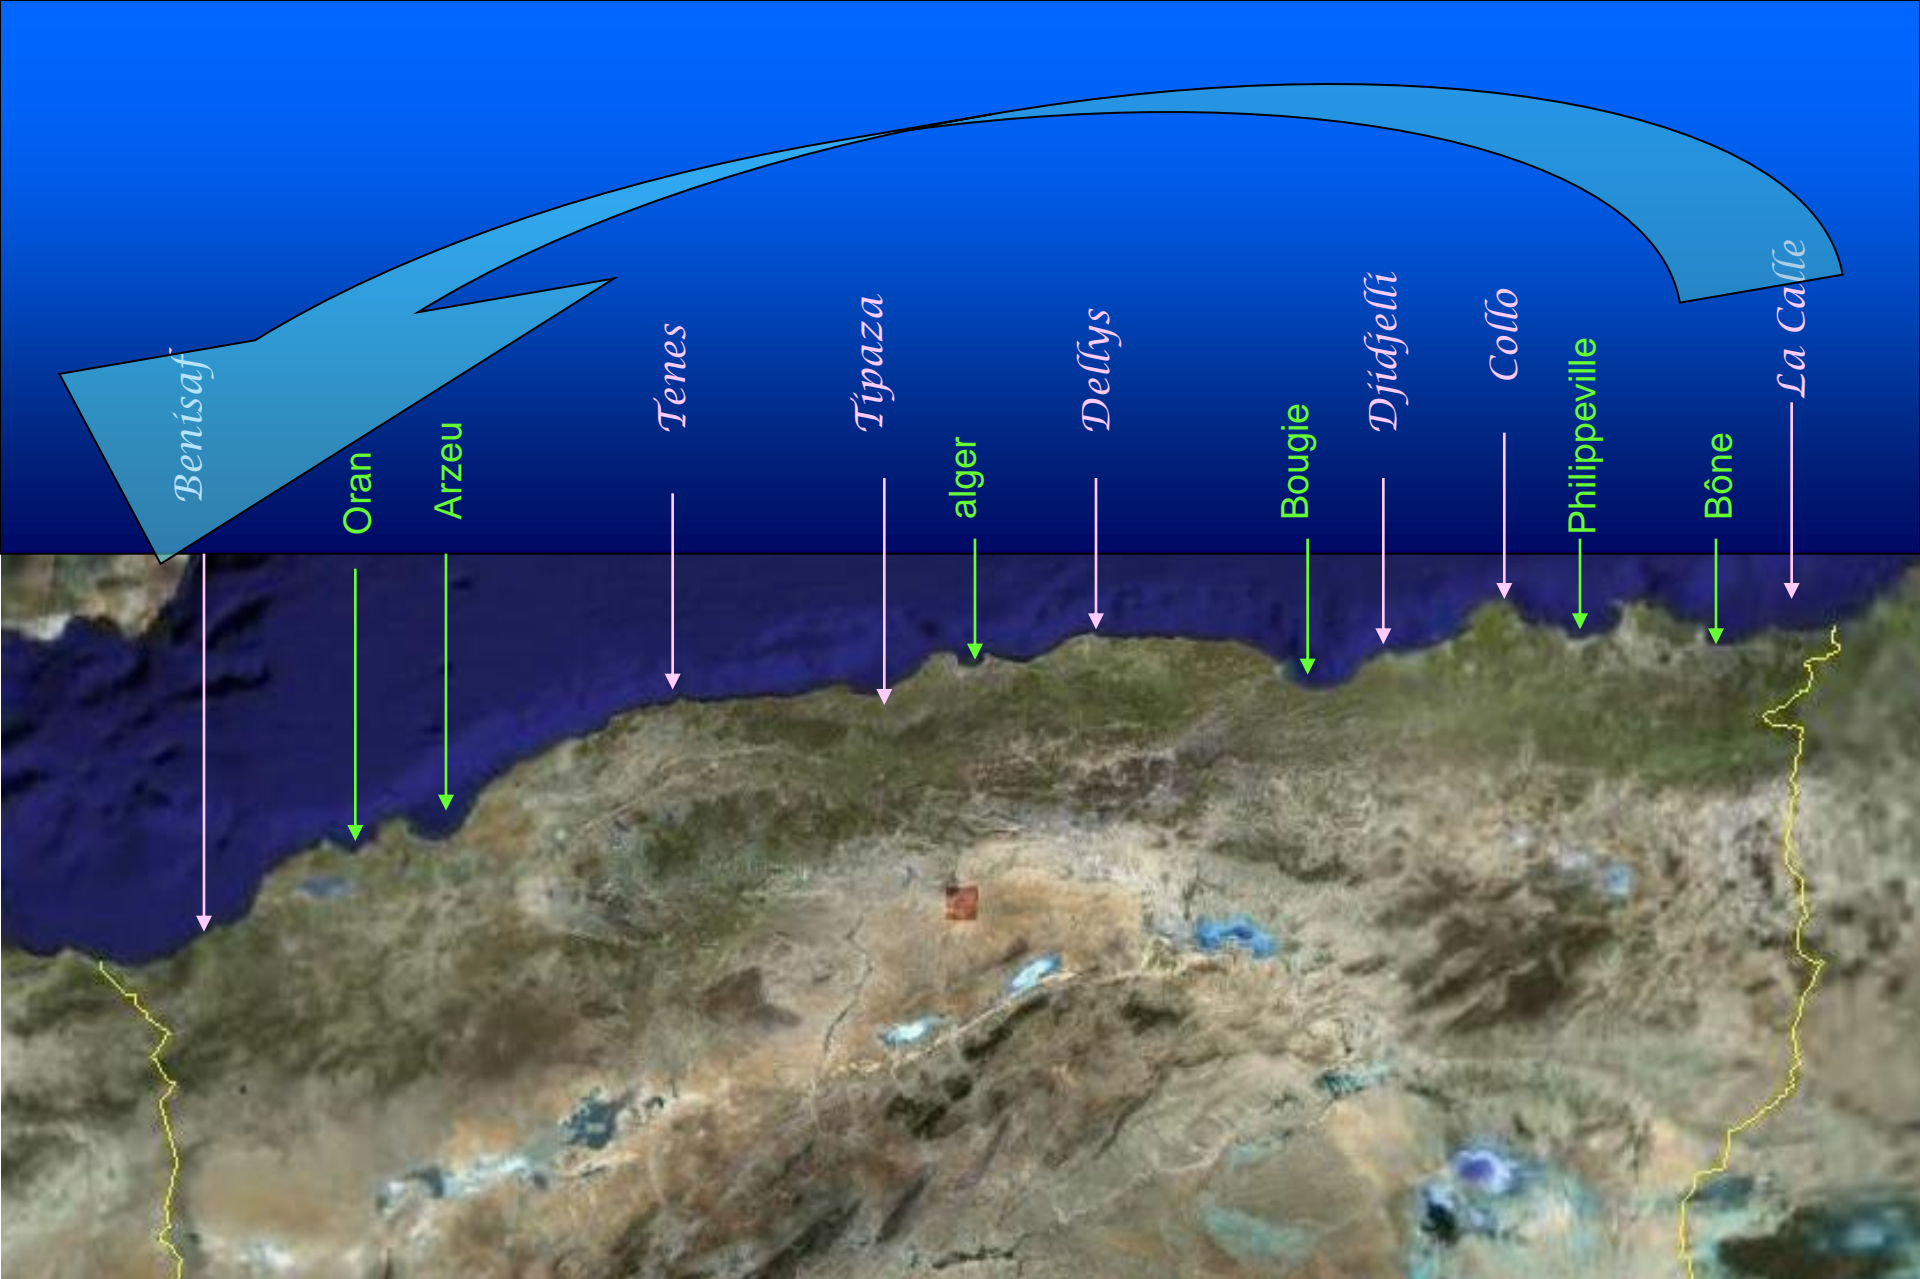 Benisaf
Oran
Arzeu
Tenes
Tipaza
alger
Dellys
Bougie
Djidjelli
Collo
Philippeville
Bône
La Calle